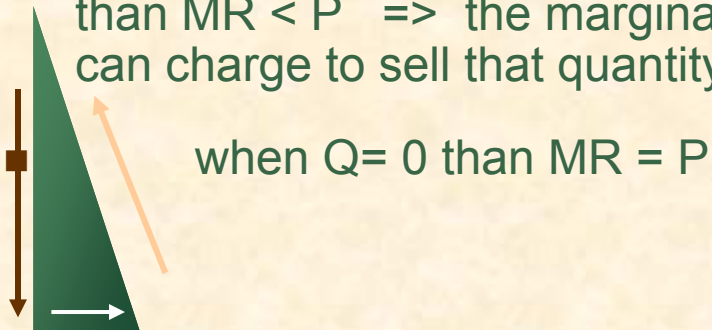 than MR < P => the margina
can charge to sell that quantity
when Q= 0 than MR = P